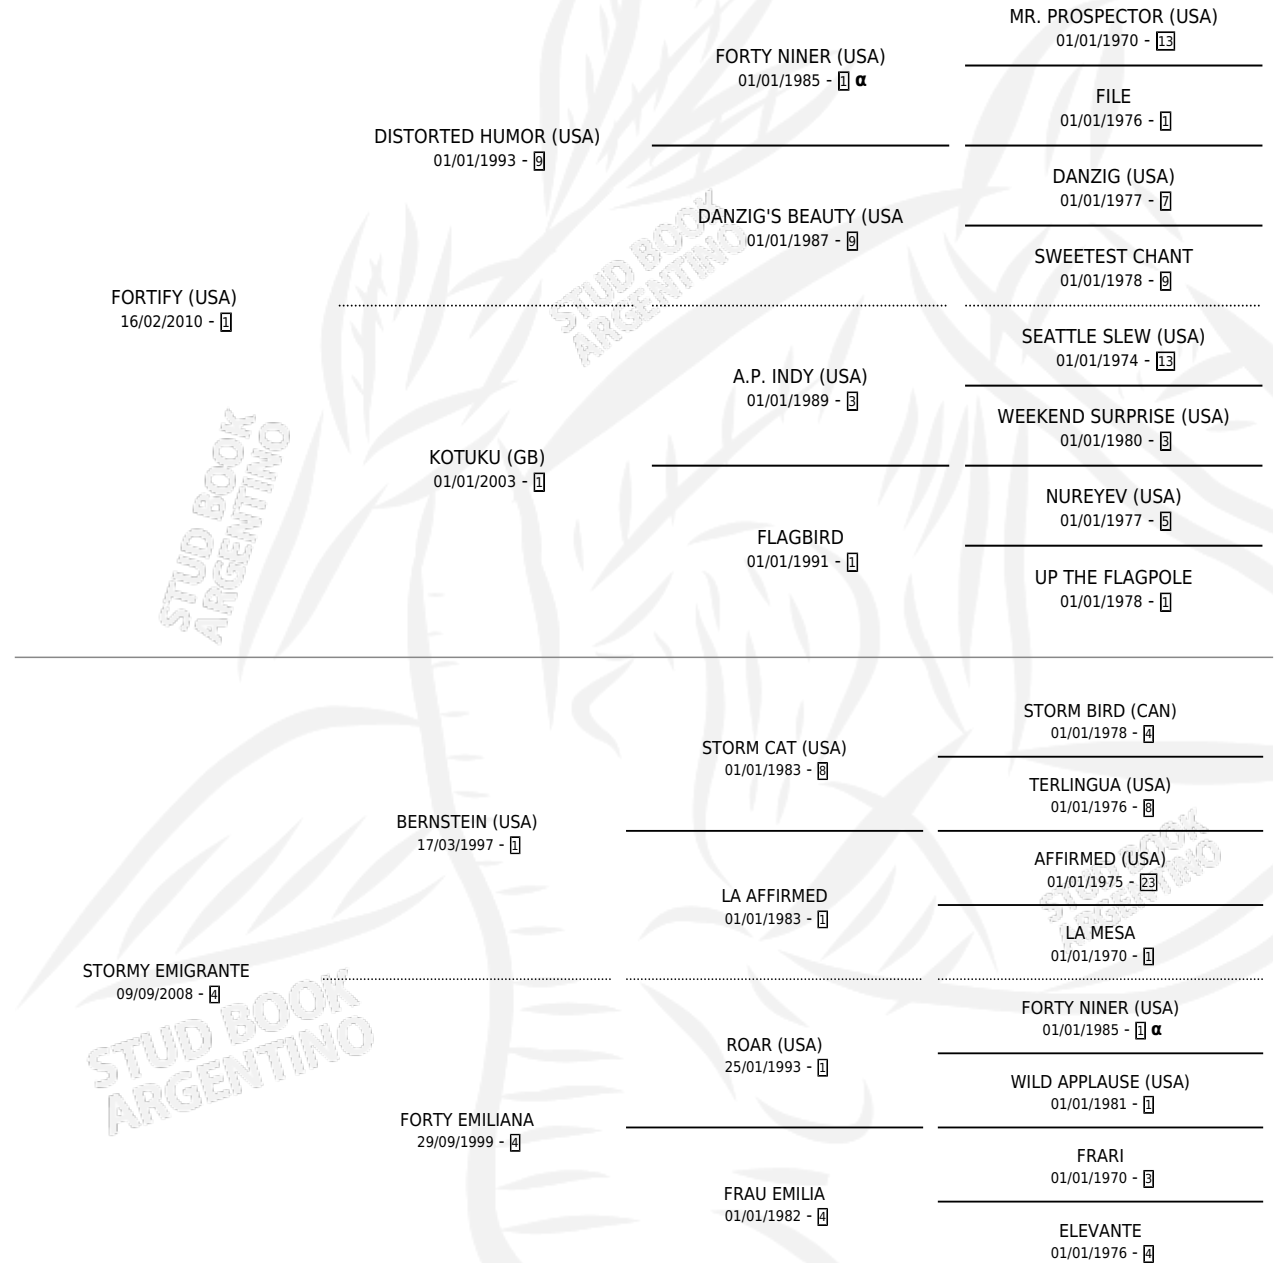 MR. PROSPECTOR (USA)
01/01/1970 - 13
FORTY NINER (USA)
01/01/1985 - 1 α
FILE
01/01/1976 - 1
DISTORTED HUMOR (USA)
01/01/1993 - 9
DANZIG (USA)
01/01/1977 - 7
DANZIG'S BEAUTY (USA
01/01/1987 - 9
SWEETEST CHANT
01/01/1978 - 9
FORTIFY (USA)
16/02/2010 - 1
SEATTLE SLEW (USA)
01/01/1974 - 13
A.P. INDY (USA)
01/01/1989 - 3
WEEKEND SURPRISE (USA)
01/01/1980 - 3
KOTUKU (GB)
01/01/2003 - 1
NUREYEV (USA)
01/01/1977 - 5
FLAGBIRD
01/01/1991 - 1
UP THE FLAGPOLE
01/01/1978 - 1
STORM BIRD (CAN)
01/01/1978 - 4
STORM CAT (USA)
01/01/1983 - 8
TERLINGUA (USA)
01/01/1976 - 8
BERNSTEIN (USA)
17/03/1997 - 1
AFFIRMED (USA)
01/01/1975 - 23
LA AFFIRMED
01/01/1983 - 1
LA MESA
01/01/1970 - 1
STORMY EMIGRANTE
09/09/2008 - 4
FORTY NINER (USA)
01/01/1985 - 1 α
ROAR (USA)
25/01/1993 - 1
WILD APPLAUSE (USA)
01/01/1981 - 1
FORTY EMILIANA
29/09/1999 - 4
FRARI
01/01/1970 - 3
FRAU EMILIA
01/01/1982 - 4
ELEVANTE
01/01/1976 - 4
STUD BOOK
ARGENTINO
STUD BOOK
ARGENTINO
STUD BOOK
ARGENTINO
STUD BOOK
ARGENTINO